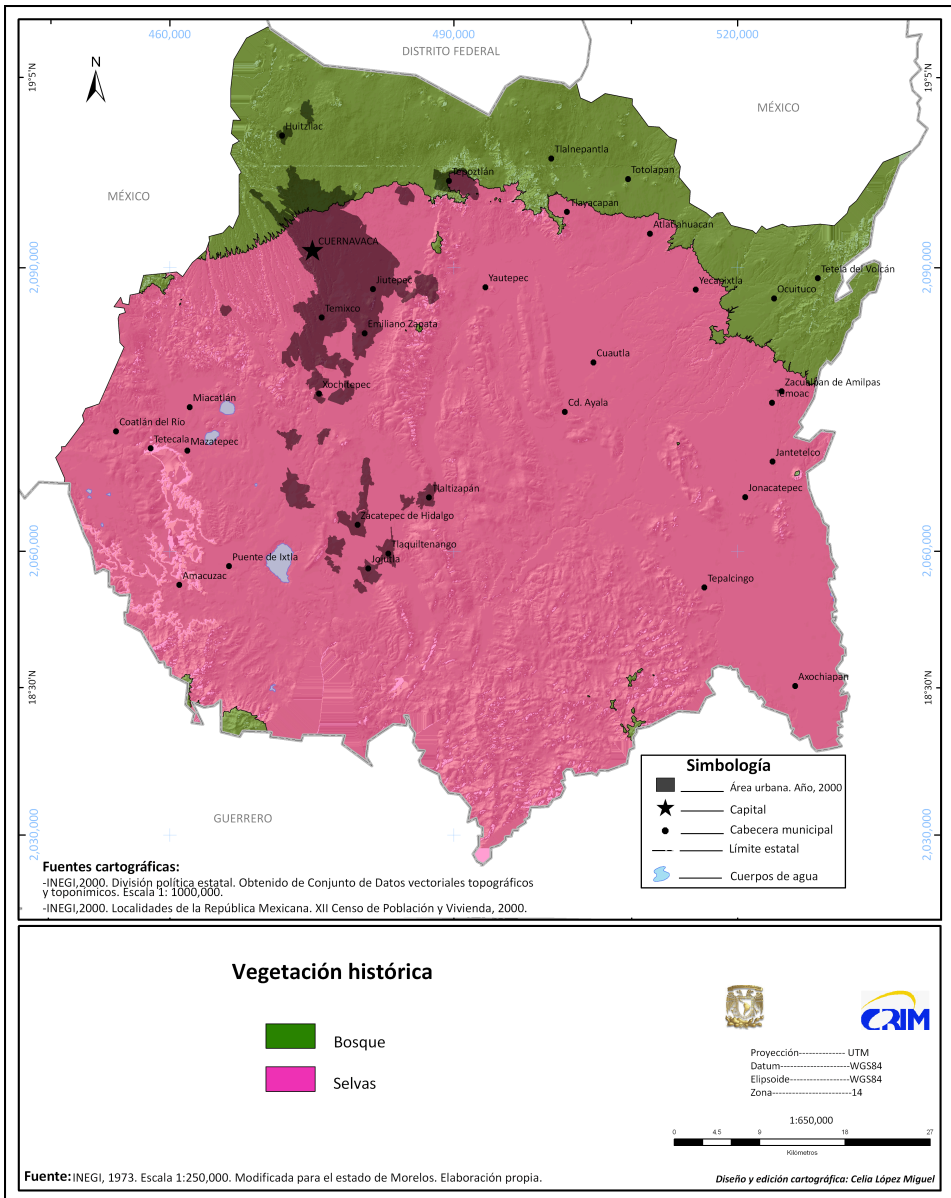 460,000
490,000
520,000
DISTRITO FEDERAL
N
19°5"N
19°5"N
MÉXICO
Huitzilac
Tlalnepantla
Tepoztlán
Totolapan
MÉXICO
Tlayacapan
Atlatlahuacan
CUERNAVACA
2,090,000
2,090,000
Tetela del Volcán
Jiutepec
Yautepec
Yecapixtla
Ocuituco
Temixco
Emiliano Zapata
Cuautla
Xochitepec
Zacualpan de Amilpas
Temoac
Miacatlán
Cd. Ayala
Coatlán del Río
Tetecala
Mazatepec
Jantetelco
Tlaltizapán
Jonacatepec
Zacatepec de Hidalgo
Tlaquiltenango
2,060,000
2,060,000
Puente de Ixtla
Jojutla
Amacuzac
Tepalcingo
18°30"N
18°30"N
Axochiapan
Simbología
Área urbana. Año, 2000
Capital
Cabecera municipal
Límite estatal
Cuerpos de agua
GUERRERO
2,030,000
2,030,000
Fuentes cartográficas:
-INEGI,2000. División política estatal. Obtenido de Conjunto de Datos vectoriales topográficos
y toponímicos. Escala 1: 1000,000.
-INEGI,2000. Localidades de la República Mexicana. XII Censo de Población y Vivienda, 2000.
Vegetación histórica
Bosque
Selvas
CRIM
Proyección-------------- UTM
Datum---------------------WGS84
Elipsoide------------------WGS84
Zona------------------------14
1:650,000
0 4.5 9 18 27
Kilómetros
Fuente: INEGI, 1973. Escala 1:250,000. Modificada para el estado de Morelos. Elaboración propia.
Diseño y edición cartográfica: Celia López Miguel